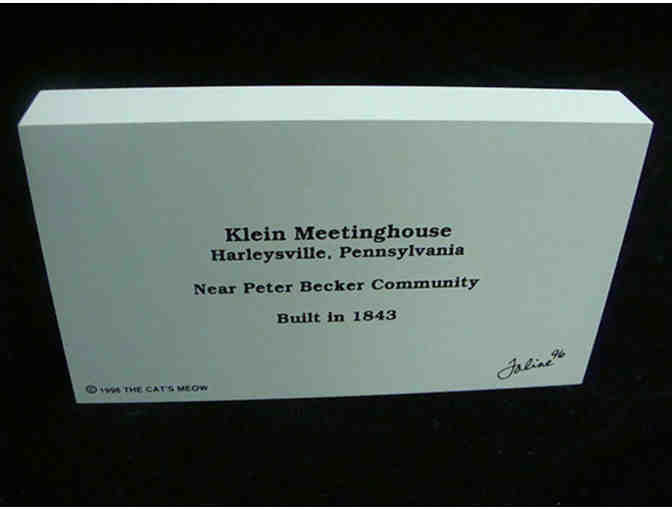 Klein Meetinghouse
Harleysville, Pennsylvania
Near Peter Becker Community
Built in 1843
© 1996 THE CAT'S MEOW
Faline 96